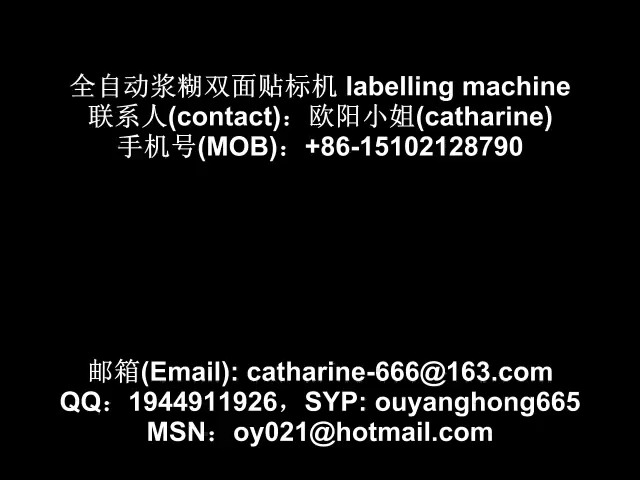 全自动浆糊双面贴标机 labelling machine
联系人(contact)：欧阳小姐(catharine)
手机号(MOB)：+86-15102128790
邮箱(Email): catharine-666@163.com
QQ：1944911926，SYP: ouyanghong665
MSN：oy021@hotmail.com